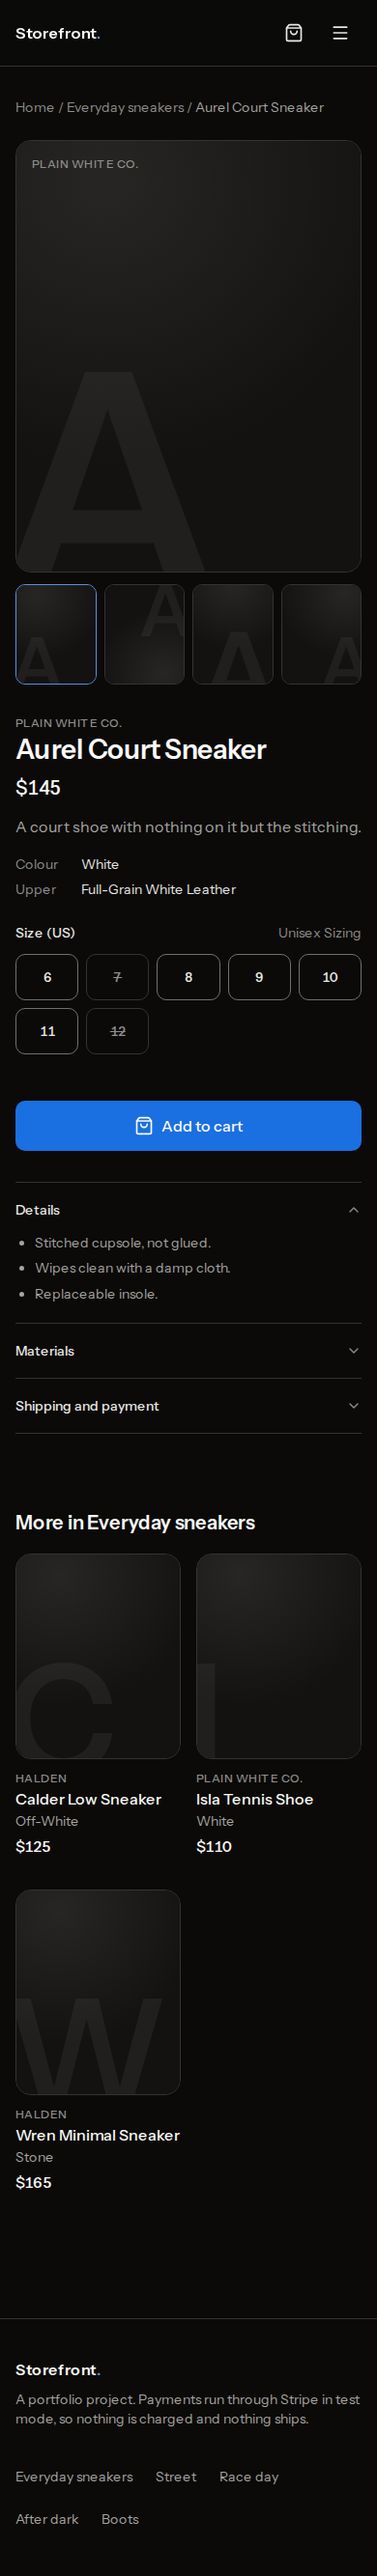 Storefront.
Home / Everyday sneakers / Aurel Court Sneaker
PLAIN WHITE CO.
A
A
A
A
A
PLAIN WHITE CO.
Aurel Court Sneaker
$145
A court shoe with nothing on it but the stitching.
Colour White
Upper Full-Grain White Leather
Size (US) Unisex Sizing
6 7 8 9 10
11 12
Add to cart
Details
Stitched cupsole, not glued.
Wipes clean with a damp cloth.
Replaceable insole.
Materials
Shipping and payment
More in Everyday sneakers
C
I
HALDEN
Calder Low Sneaker
Off-White
$125
PLAIN WHITE CO.
Isla Tennis Shoe
White
$110
W
HALDEN
Wren Minimal Sneaker
Stone
$165
Storefront.
A portfolio project. Payments run through Stripe in test
mode, so nothing is charged and nothing ships.
Everyday sneakers Street Race day
After dark Boots